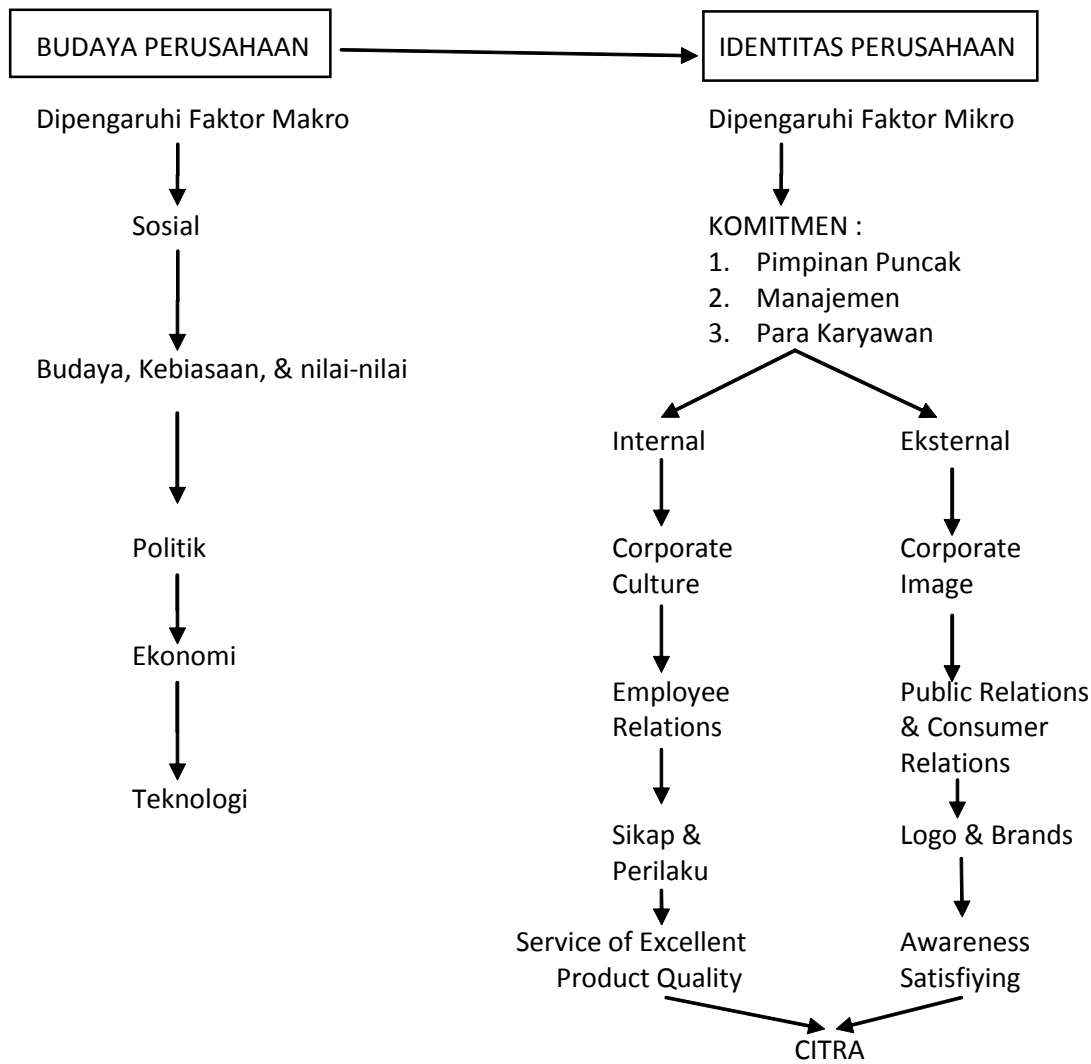 BUDAYA PERUSAHAAN
IDENTITAS PERUSAHAAN
Dipengaruhi Faktor Makro
Sosial
Budaya, Kebiasaan, & nilai-nilai
Politik
Ekonomi
Teknologi
Dipengaruhi Faktor Mikro
KOMITMEN :
1. Pimpinan Puncak
2. Manajemen
3. Para Karyawan
Internal
Corporate
Culture
Employee
Relations
Sikap &
Perilaku
Service of Excellent
Product Quality
Eksternal
Corporate
Image
Public Relations
& Consumer
Relations
Logo & Brands
Awareness
Satisfiying
CITRA